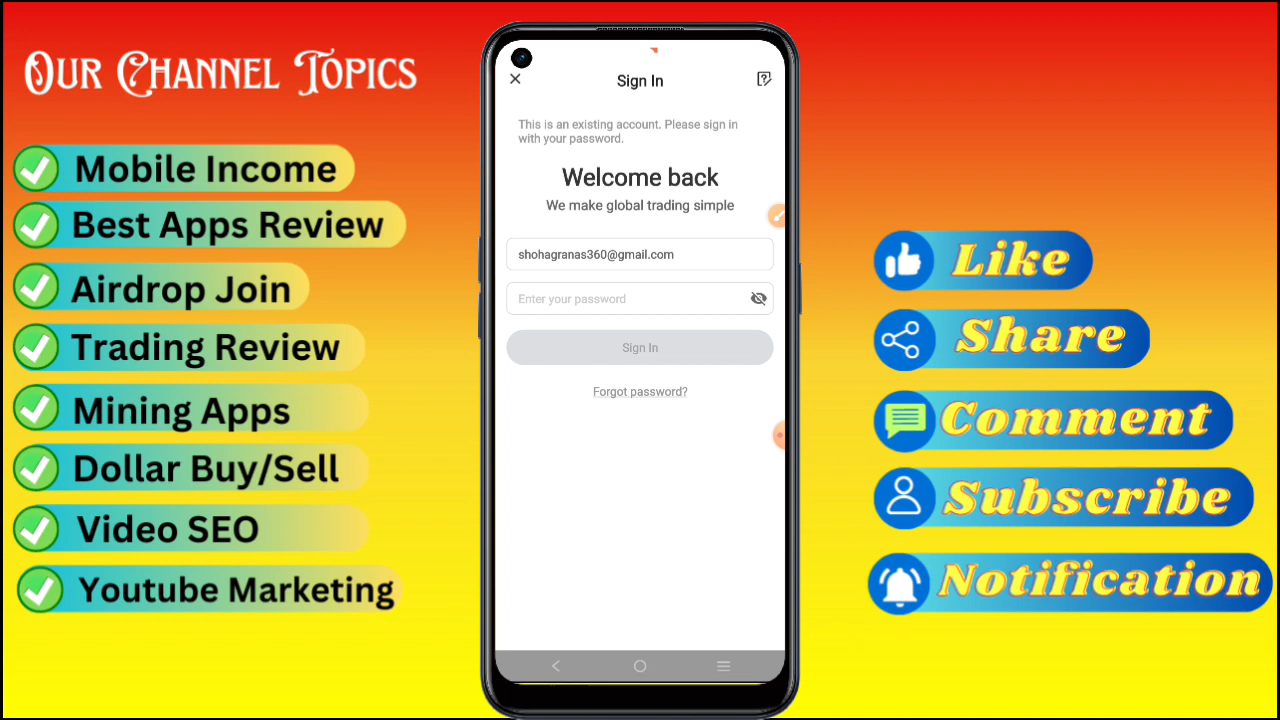 Our Channel Topics
Mobile Income
Best Apps Review
Airdrop Join
Trading Review
Mining Apps
Dollar Buy/Sell
Video SEO
Youtube Marketing
Sign In
This is an existing account. Please sign in
with your password.
Welcome back
We make global trading simple
shohagranas360@gmail.com
Enter your password
Sign In
Forgot password?
Like
Share
Comment
Subscribe
Notification